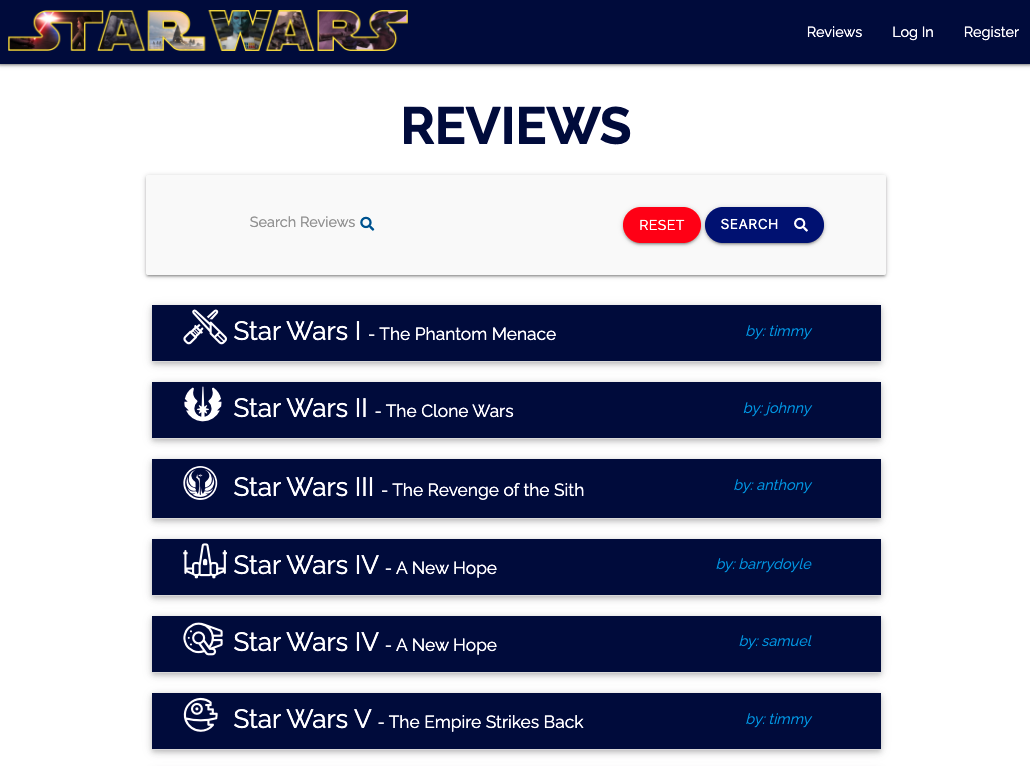 STAR WARS
Reviews Log In Register
REVIEWS
Search Reviews RESET SEARCH
Star Wars I - The Phantom Menace by: timmy
Star Wars II - The Clone Wars by: johnny
Star Wars III - The Revenge of the Sith by: anthony
Star Wars IV - A New Hope by: barrydoyle
Star Wars IV - A New Hope by: samuel
Star Wars V - The Empire Strikes Back by: timmy